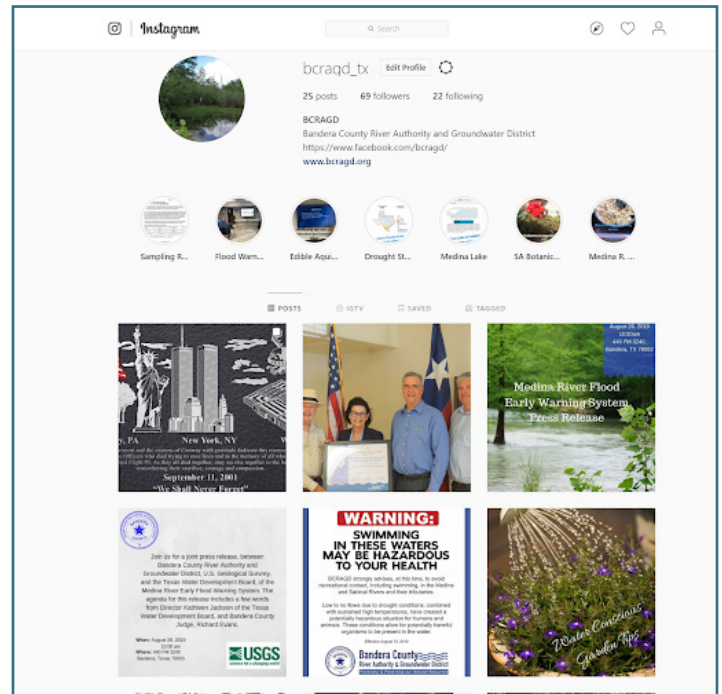 Instagram
Search
bcragd_tx Edit Profile
25 posts 69 followers 22 following
BCRAGD
Bandera County River Authority and Groundwater District
https://www.facebook.com/bcragd/
www.bcragd.org
Sampling R... Flood Warn... Edible Aqui... Drought St... Medina Lake SA Botanic... Medina R. ...
POSTS IGTV SAVED TAGGED
y, PA New York, NY W
September 11, 2001
"We Shall Never Forget"
August 26, 2019
10:00am
440 FM 3240,
Bandera, TX 78003
Medina River Flood
Early Warning System
Press Release
Join us for a joint press release, between
Bandera County River Authority and
Groundwater District, U.S. Geological Survey,
and the Texas Water Development Board, of the
Medina River Early Flood Warning System. The
agenda for this release includes a few words
from Director Kathleen Jackson of the Texas
Water Development Board, and Bandera County
Judge, Richard Evans.
When: August 26, 2019
10:00 am
Where: 440 FM 3240
Bandera, Texas 78003
USGS
science for a changing world
WARNING:
SWIMMING
IN THESE WATERS
MAY BE HAZARDOUS
TO YOUR HEALTH
BCRAGD strongly advises, at this time, to avoid
recreational contact, including swimming, in the Medina
and Sabinal Rivers and their tributaries.
Low to no flows due to drought conditions, combined
with sustained high temperatures, have created a
potentially hazardous situation for humans and
animals. These conditions allow for potentially harmful
organisms to be present in the water.
Bandera County
River Authority & Groundwater District
Water Conscious
Garden Tips